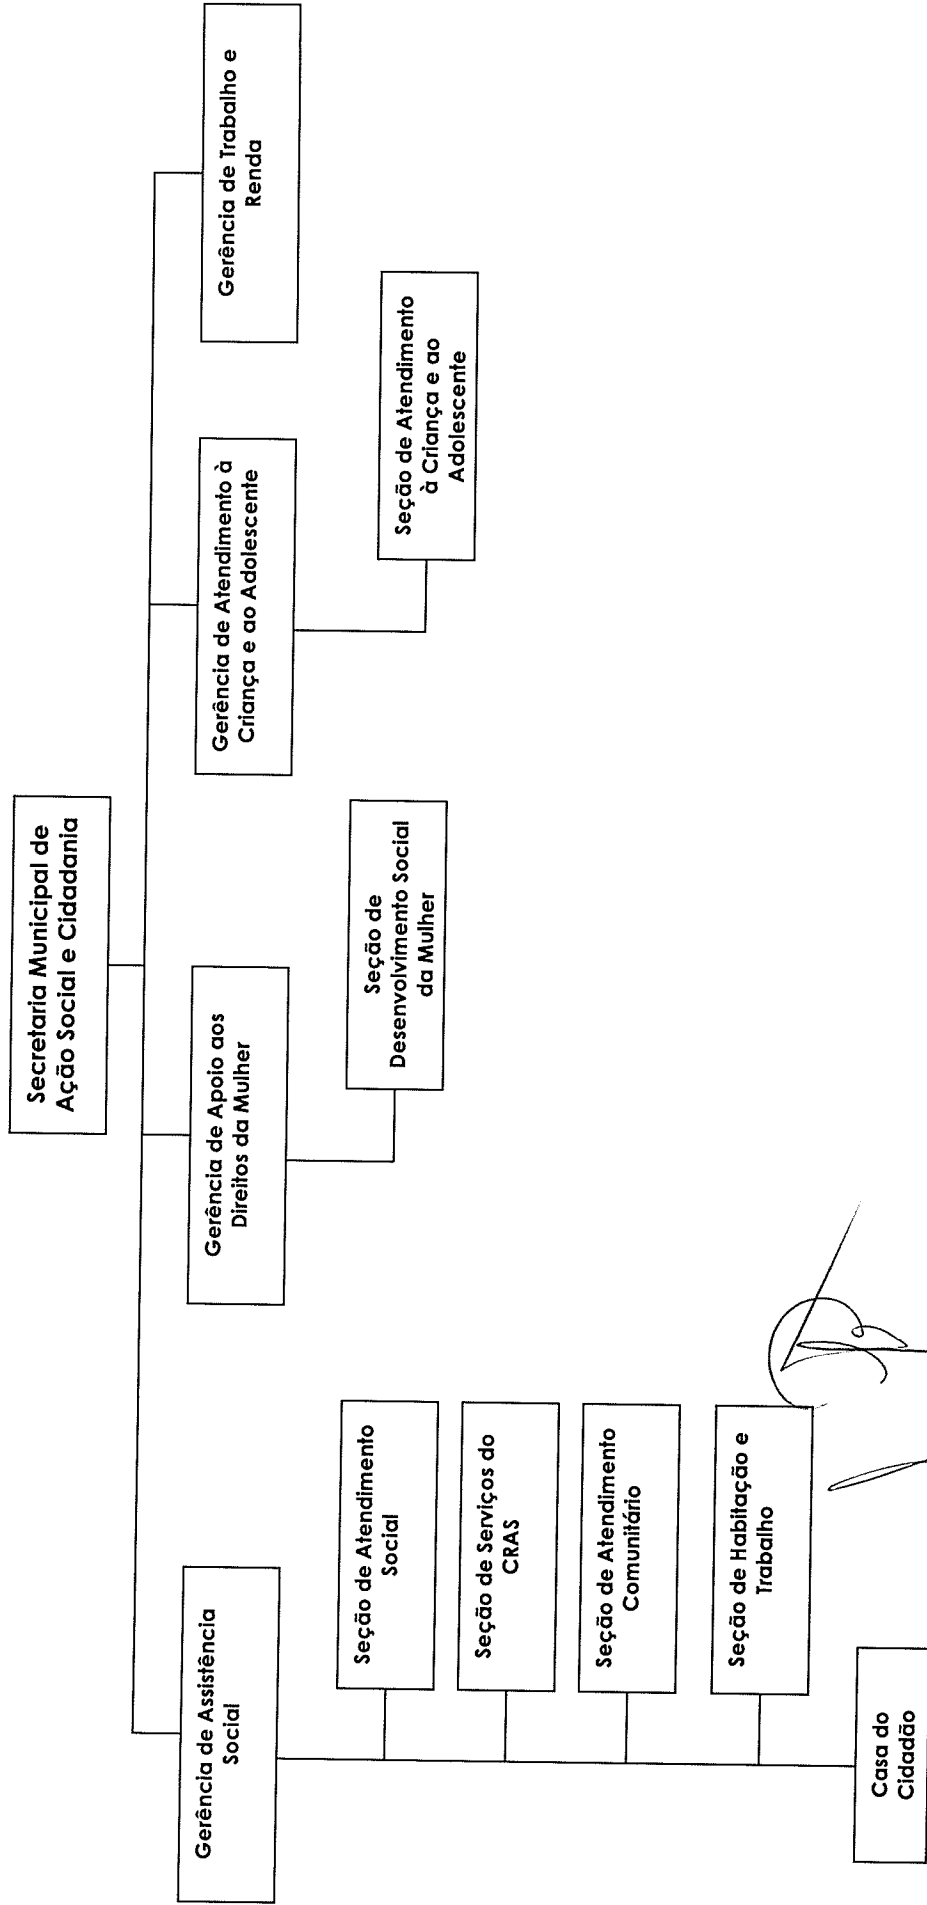 Secretaria Municipal de
Ação Social e Cidadania
Gerência de Assistência
Social
Gerência de Apoio aos
Direitos da Mulher
Gerência de Atendimento à
Criança e ao Adolescente
Gerência de Trabalho e
Renda
Seção de Atendimento
Social
Seção de Serviços do
CRAS
Seção de Atendimento
Comunitário
Seção de Habitação e
Trabalho
Casa do
Cidadão
Seção de
Desenvolvimento Social
da Mulher
Seção de Atendimento
à Criança e ao
Adolescente